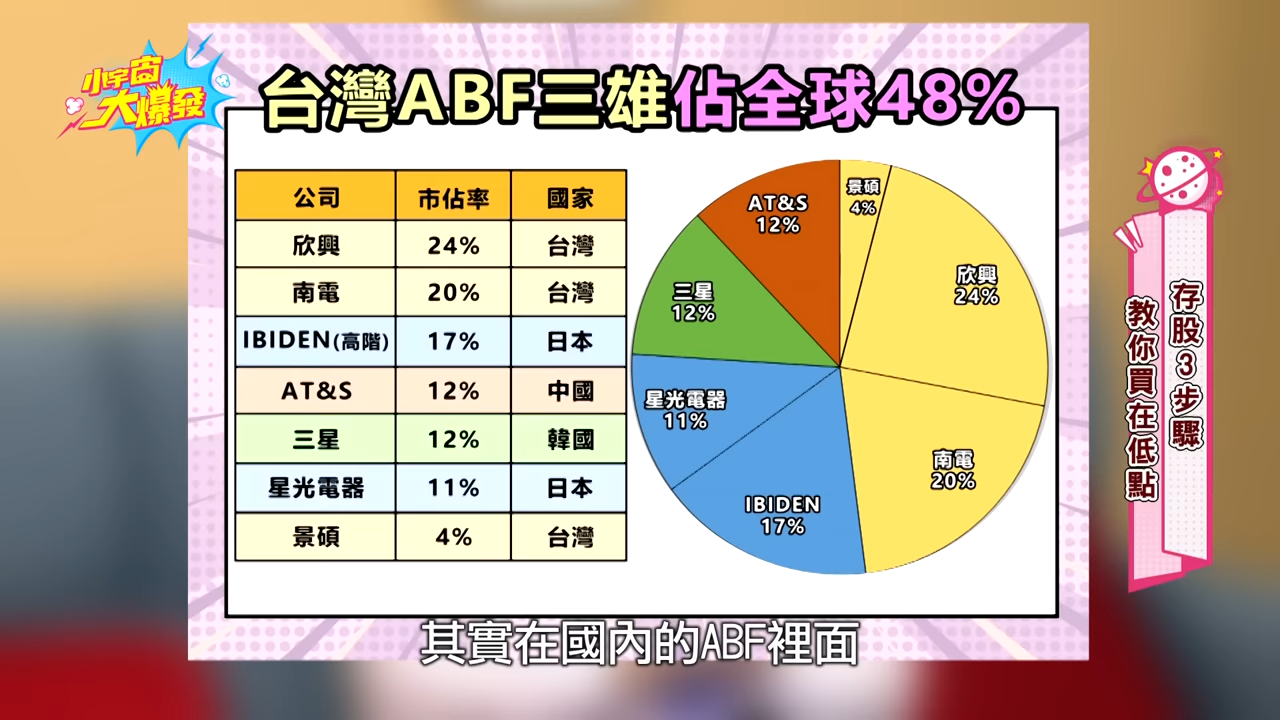 小宇宙
大爆發
台灣ABF三雄佔全球48%
公司 市佔率 國家
欣興 24% 台灣
南電 20% 台灣
IBIDEN(高階) 17% 日本
AT&S 12% 中國
三星 12% 韓國
星光電器 11% 日本
景碩 4% 台灣
景碩
4%
欣興
24%
南電
20%
IBIDEN
17%
星光電器
11%
三星
12%
AT&S
12%
存股3步驟
教你買在低點
其實在國內的ABF裡面